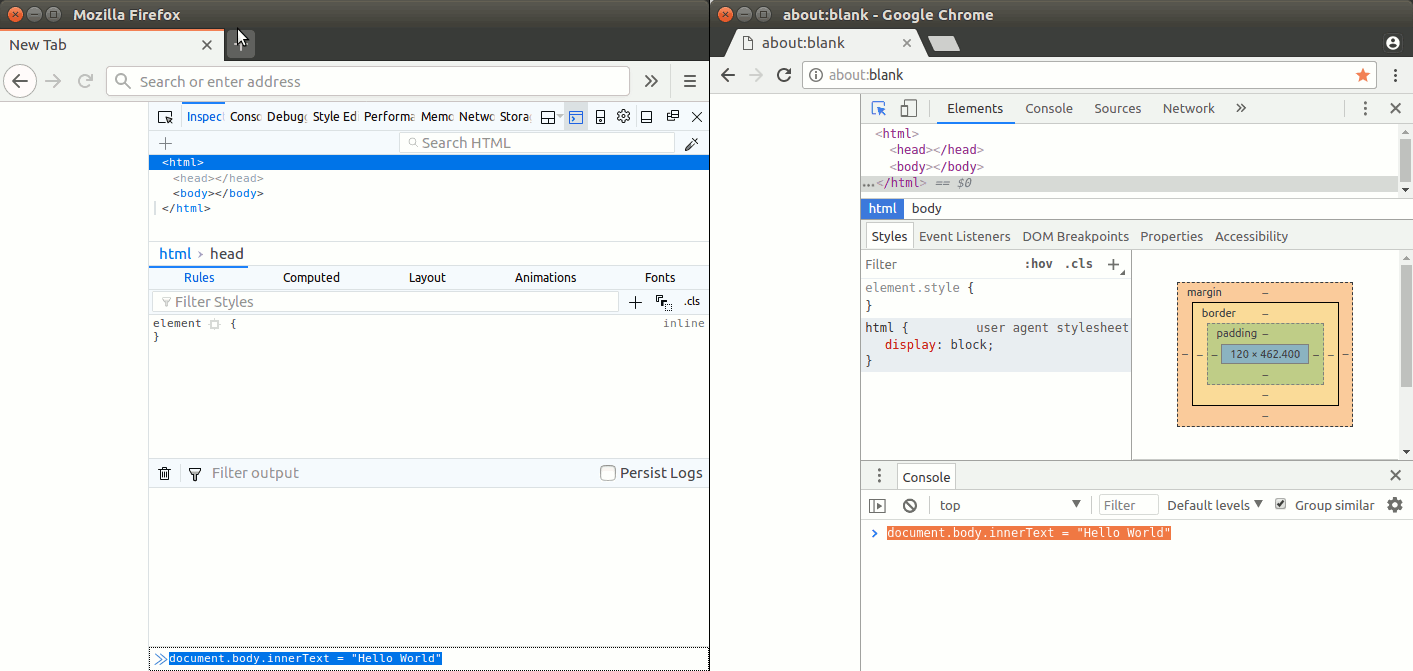 Mozilla Firefox
New Tab
Search or enter address
Inspec Consc Debug Style Ed Performa Memo Netwo Stora
Search HTML
<html>
<head></head>
<body></body>
</html>
html › head
Rules Computed Layout Animations Fonts
Filter Styles .cls
element { inline
}
Filter output Persist Logs
document.body.innerText = "Hello World"
about:blank - Google Chrome
about:blank
about:blank
Elements Console Sources Network
<html>
<head></head>
<body></body>
…</html> == $0
html body
Styles Event Listeners DOM Breakpoints Properties Accessibility
Filter :hov .cls
element.style {
}
html { user agent stylesheet
display: block;
}
margin –
border –
padding –
– – – 120 × 462.400 – – –
–
–
–
Console
top Filter Default levels Group similar
document.body.innerText = "Hello World"